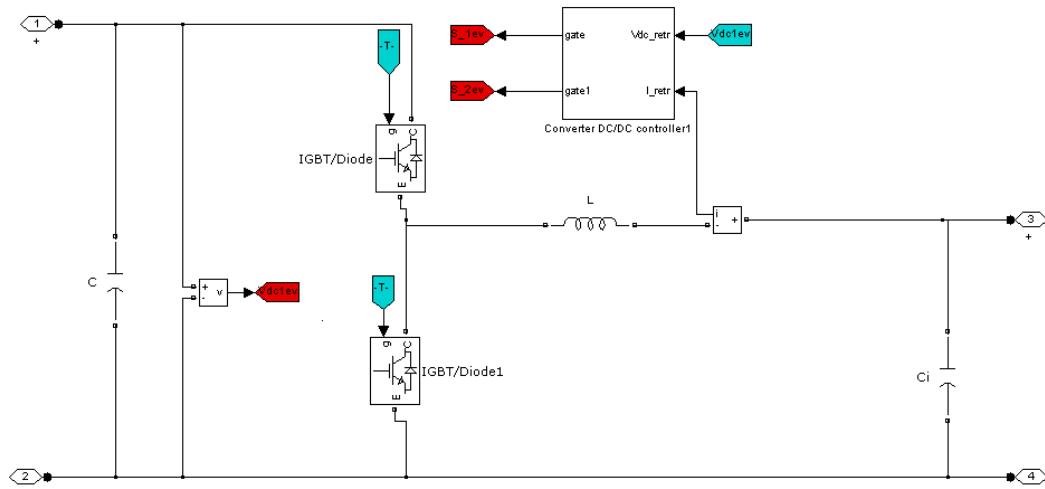 1
+
S_1ev
gate
Vdc_retr
Vdc1ev
-T-
S_2ev
gate1
I_retr
Converter DC/DC controller1
g
C
IGBT/Diode
E
L
i
+
-
3
+
C
+
-
v
Vdc1ev
-T-
g
C
IGBT/Diode1
E
Ci
2
4